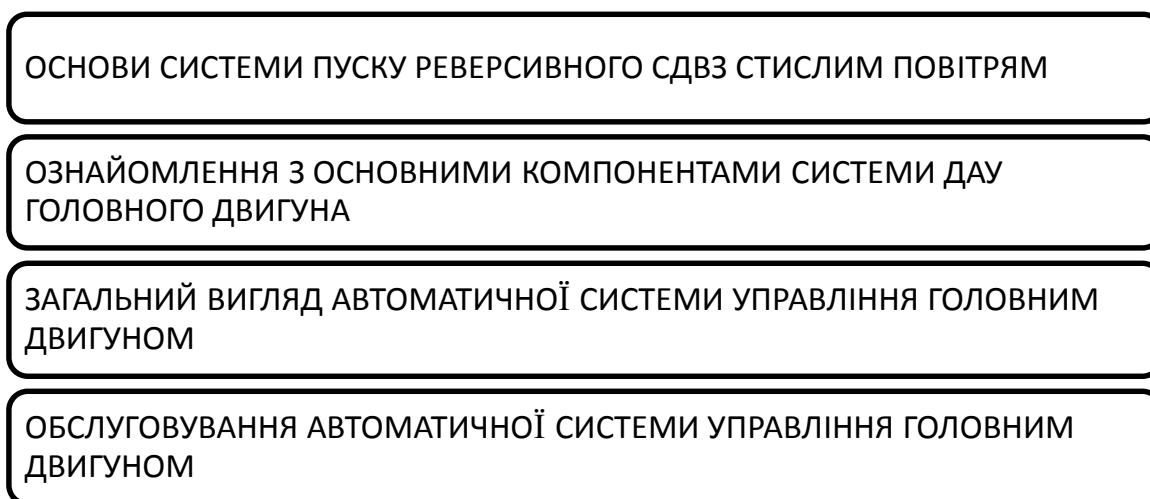 ОСНОВИ СИСТЕМИ ПУСКУ РЕВЕРСИВНОГО СДВЗ СТИСЛИМ ПОВІТРЯМ
ОЗНАЙОМЛЕННЯ З ОСНОВНИМИ КОМПОНЕНТАМИ СИСТЕМИ ДАУ
ГОЛОВНОГО ДВИГУНА
ЗАГАЛЬНИЙ ВИГЛЯД АВТОМАТИЧНОЇ СИСТЕМИ УПРАВЛІННЯ ГОЛОВНИМ
ДВИГУНОМ
ОБСЛУГОВУВАННЯ АВТОМАТИЧНОЇ СИСТЕМИ УПРАВЛІННЯ ГОЛОВНИМ
ДВИГУНОМ